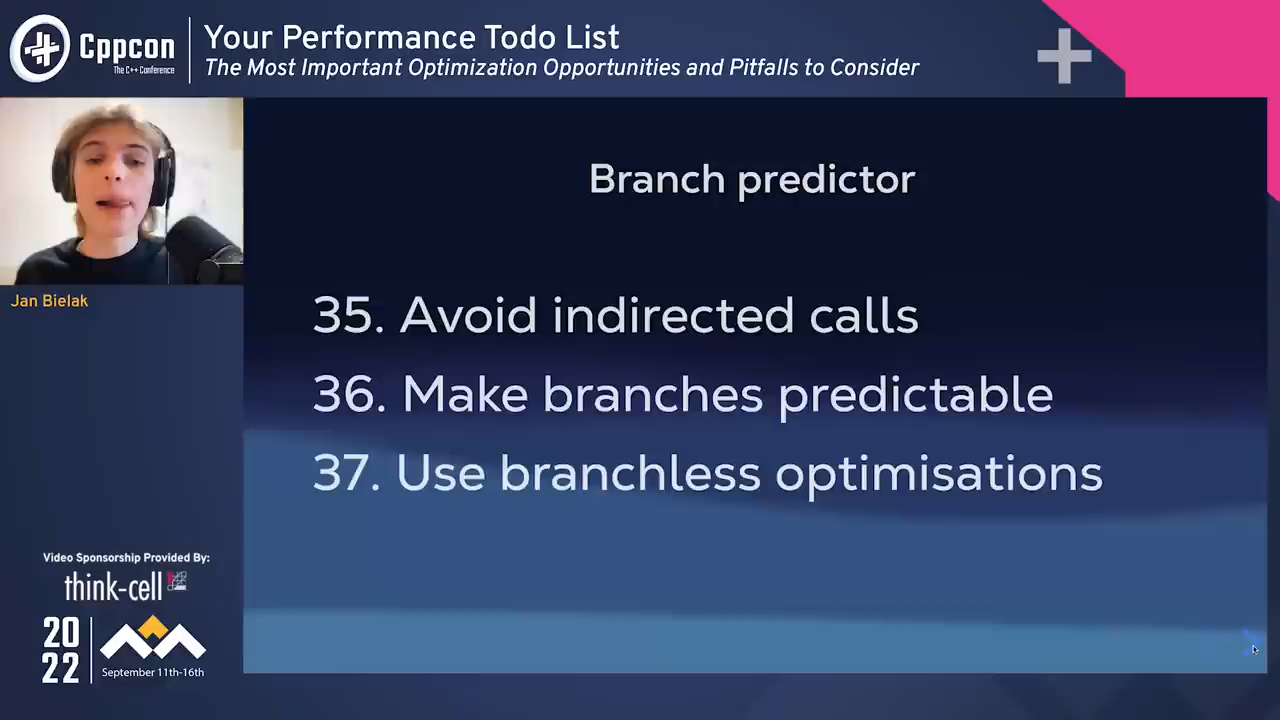 Cppcon
The C++ Conference
Your Performance Todo List
The Most Important Optimization Opportunities and Pitfalls to Consider
Jan Bielak
Branch predictor
35. Avoid indirected calls
36. Make branches predictable
37. Use branchless optimisations
Video Sponsorship Provided By:
think-cell
20
22
September 11th-16th